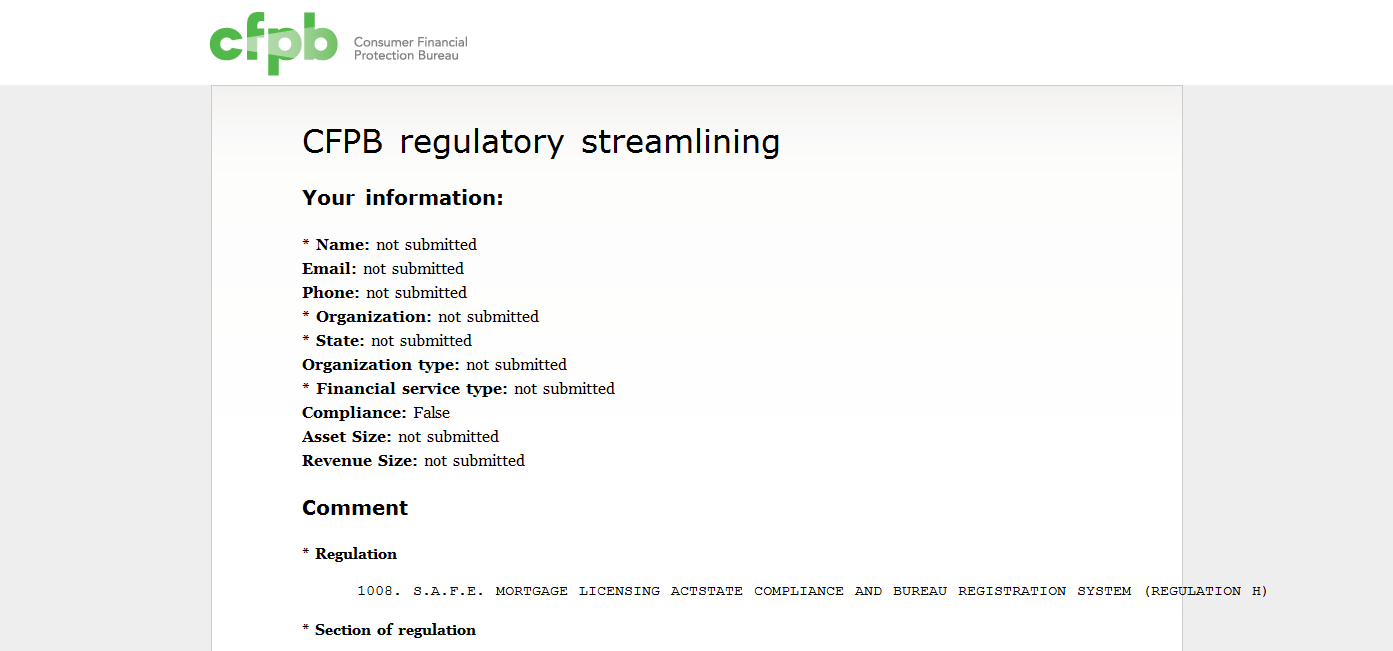 cfpb Consumer Financial
Protection Bureau
CFPB regulatory streamlining
Your information:
* Name: not submitted
Email: not submitted
Phone: not submitted
* Organization: not submitted
* State: not submitted
Organization type: not submitted
* Financial service type: not submitted
Compliance: False
Asset Size: not submitted
Revenue Size: not submitted
Comment
* Regulation
1008. S.A.F.E. MORTGAGE LICENSING ACTSTATE COMPLIANCE AND BUREAU REGISTRATION SYSTEM (REGULATION H)
* Section of regulation